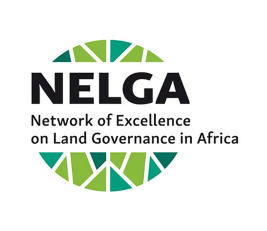 NELGA
Network of Excellence
on Land Governance in Africa